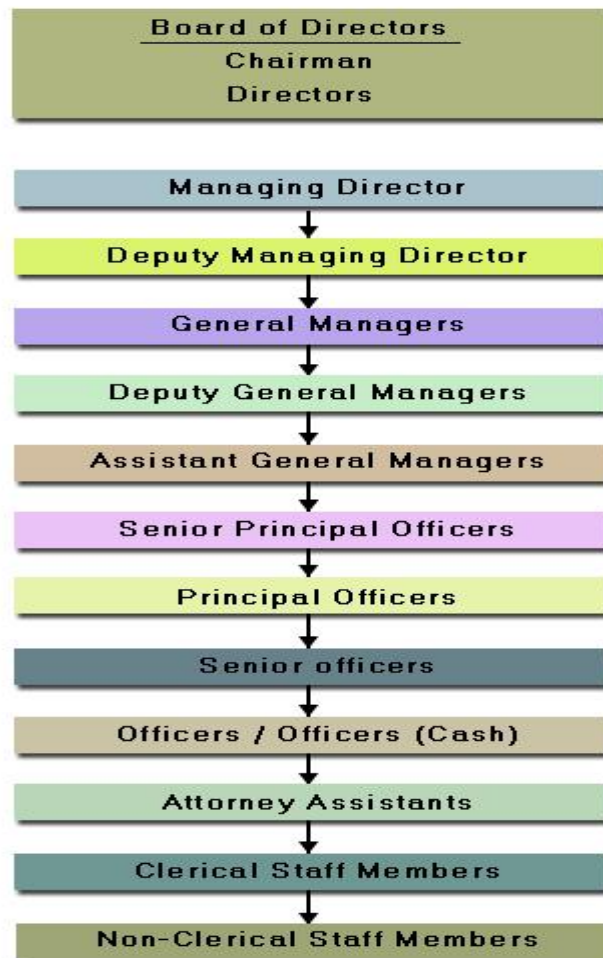 Board of Directors
Chairman
Directors
Managing Director
Deputy Managing Director
General Managers
Deputy General Managers
Assistant General Managers
Senior Principal Officers
Principal Officers
Senior officers
Officers / Officers (Cash)
Attorney Assistants
Clerical Staff Members
Non-Clerical Staff Members